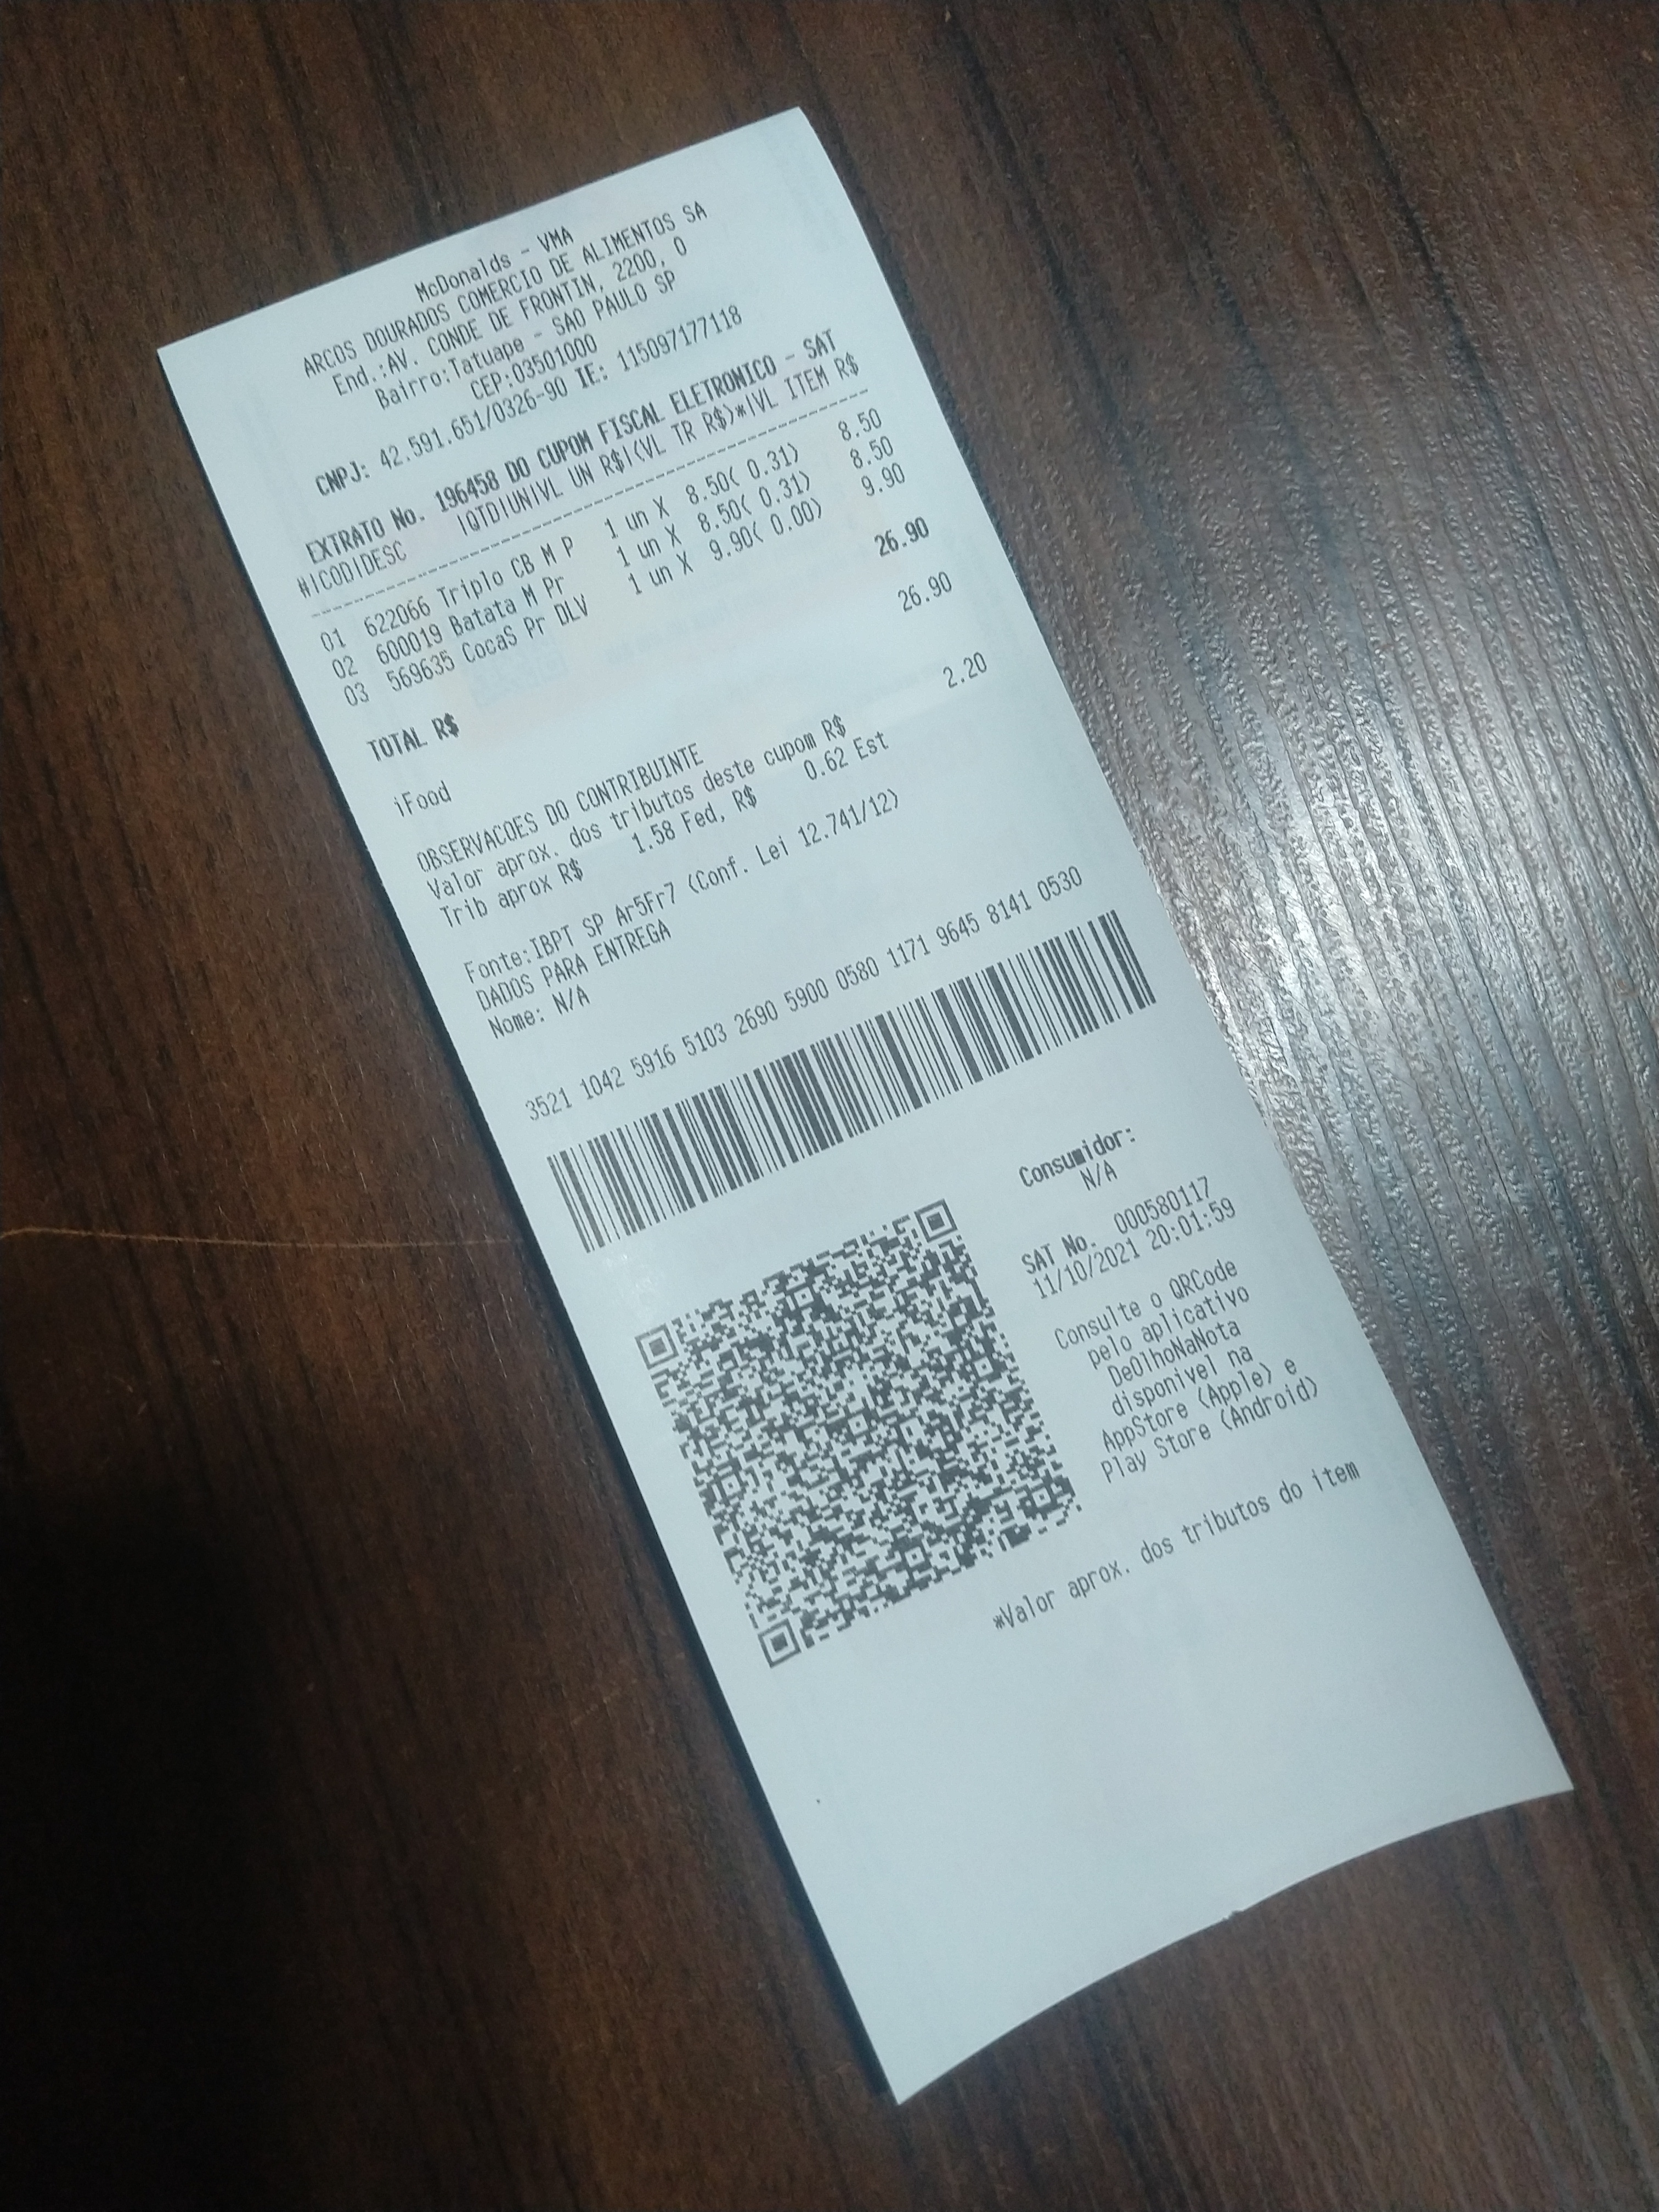 McDonalds - VMA
ARCOS DOURADOS COMERCIO DE ALIMENTOS SA
End.:AV. CONDE DE FRONTIN, 2200, 0
Bairro:Tatuape - SAO PAULO SP
CEP:03501000
CNPJ: 42.591.651/0326-90 IE: 115097177118
EXTRATO No. 196458 DO CUPOM FISCAL ELETRONICO - SAT
#|COD|DESC |QTD|UN|VL UN R$|(VL TR R$)*|VL ITEM R$
01 622066 Triplo CB M P 1 un X 8.50( 0.31) 8.50
02 600019 Batata M Pr 1 un X 8.50( 0.31) 8.50
03 569635 CocaS Pr DLV 1 un X 9.90( 0.00) 9.90
TOTAL R$ 26.90
iFood 26.90
OBSERVACOES DO CONTRIBUINTE
Valor aprox. dos tributos deste cupom R$ 2.20
Trib aprox R$ 1.58 Fed, R$ 0.62 Est
Fonte:IBPT SP Ar5Fr7 (Conf. Lei 12.741/12)
DADOS PARA ENTREGA
Nome: N/A
3521 1042 5916 5103 2690 5900 0580 1171 9645 8141 0530
Consumidor:
N/A
SAT No. 000580117
11/10/2021 20:01:59
Consulte o QRCode
pelo aplicativo
DeOlhoNaNota
disponivel na
AppStore (Apple) e
Play Store (Android)
*Valor aprox. dos tributos do item